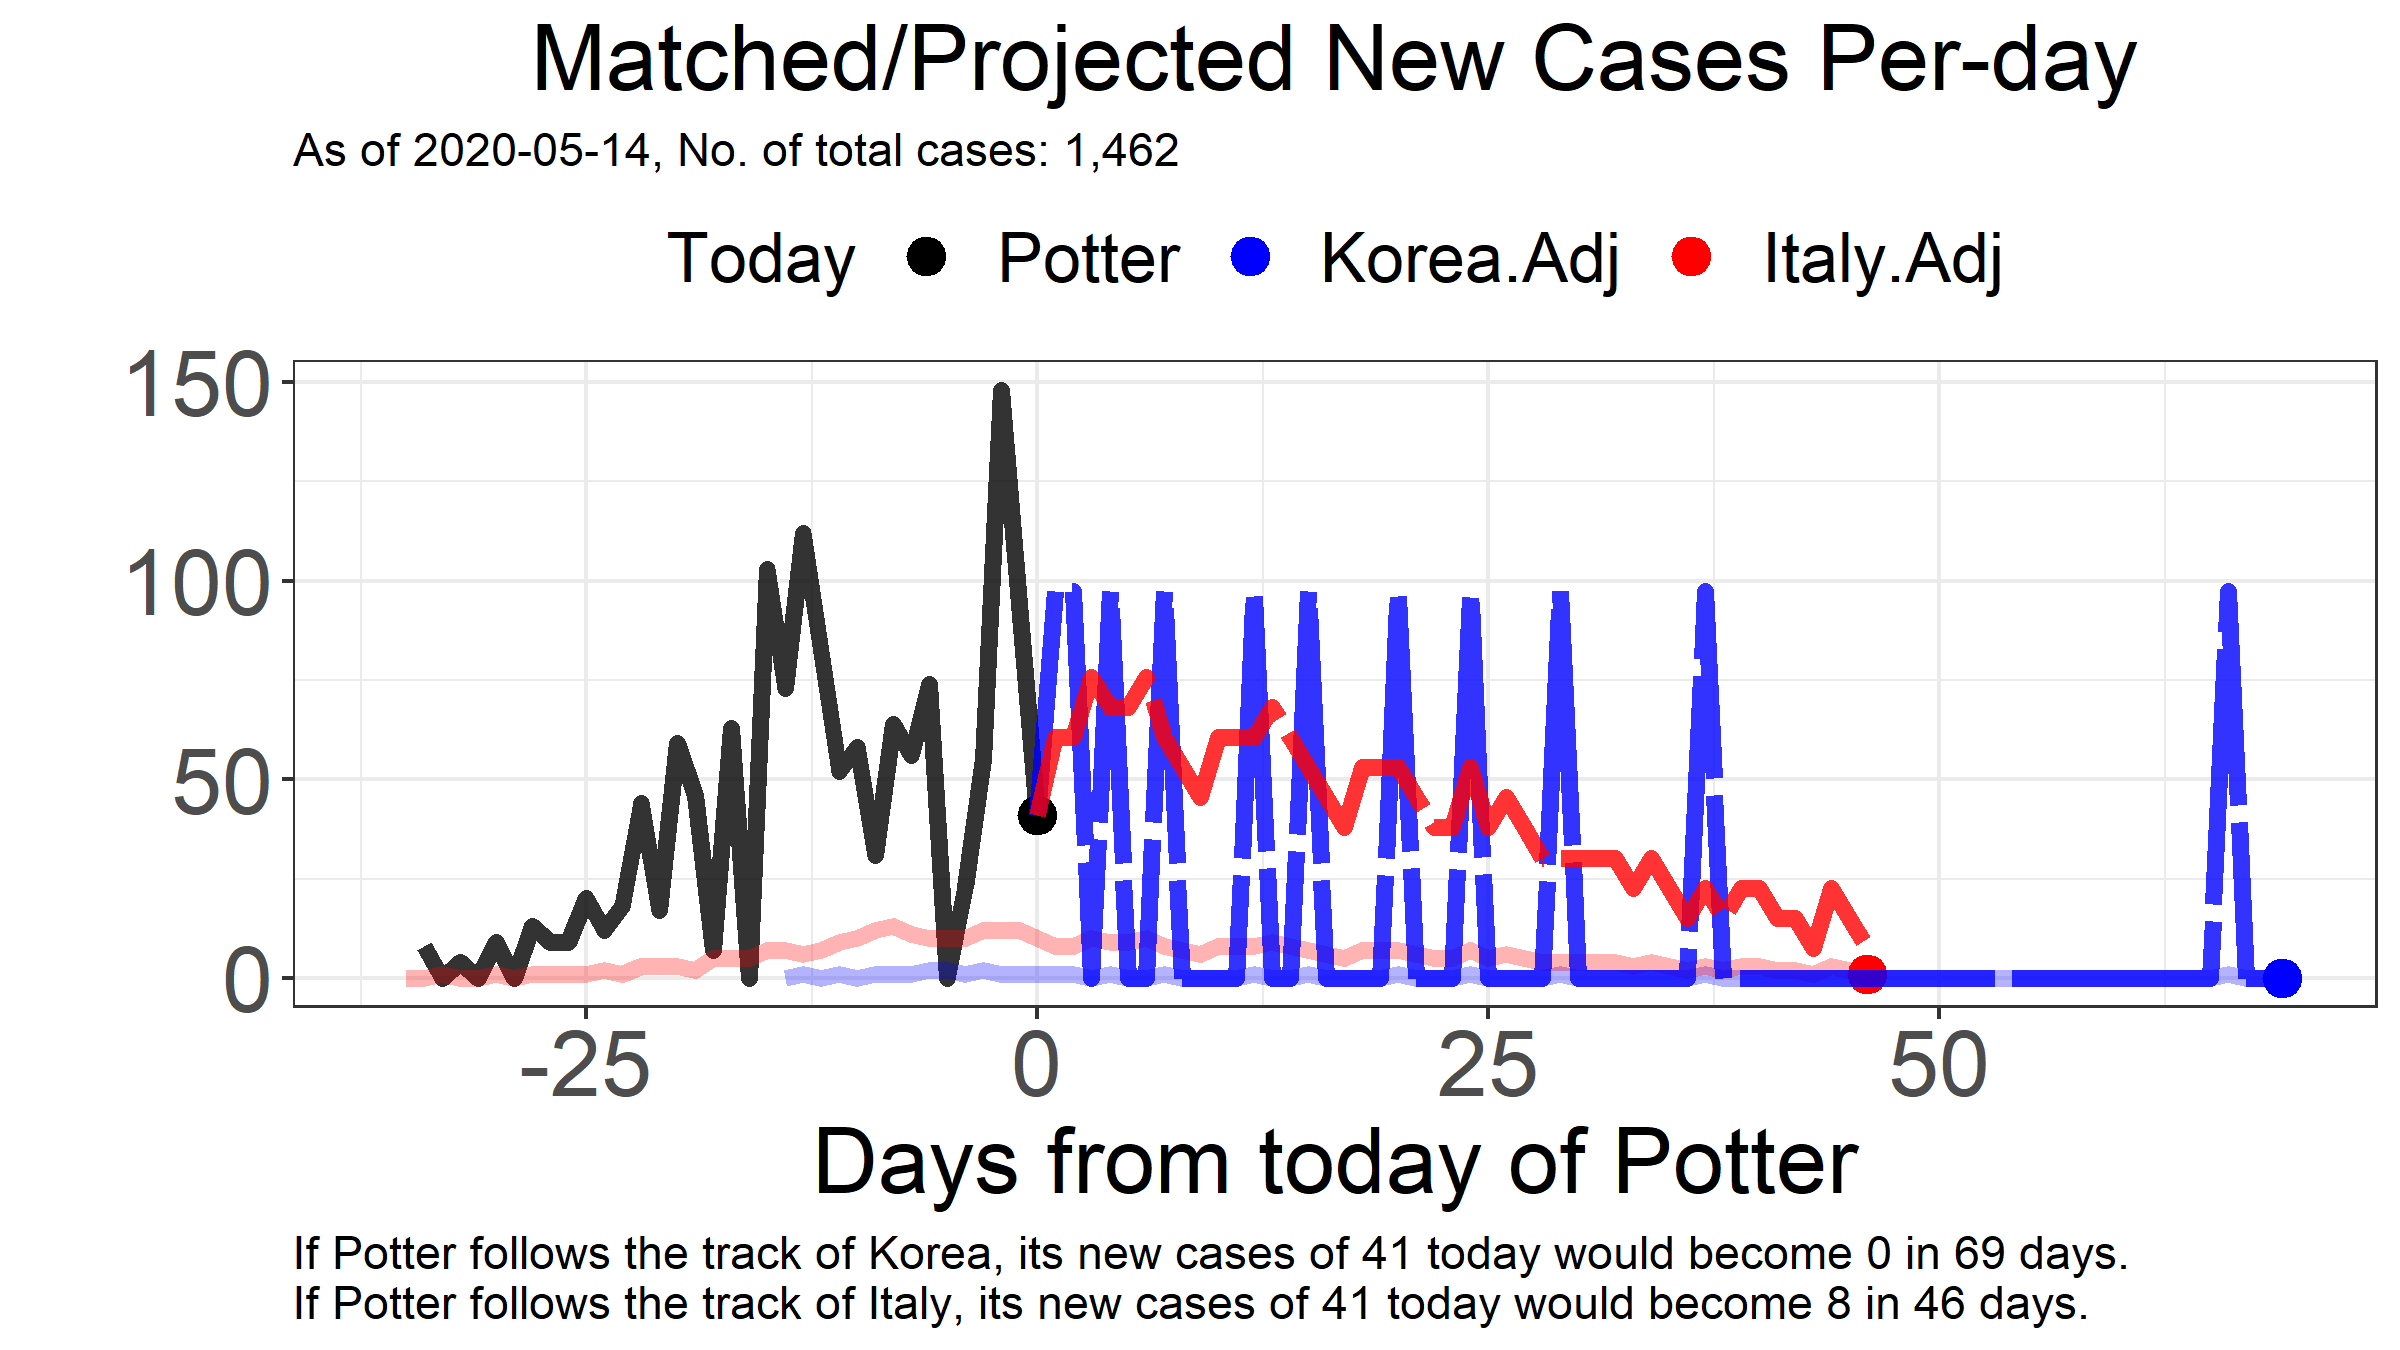 Matched/Projected New Cases Per-day
As of 2020-05-14, No. of total cases: 1,462
Today Potter Korea.Adj Italy.Adj
150
100
50
0
-25 0 25 50
Days from today of Potter
If Potter follows the track of Korea, its new cases of 41 today would become 0 in 69 days.
If Potter follows the track of Italy, its new cases of 41 today would become 8 in 46 days.